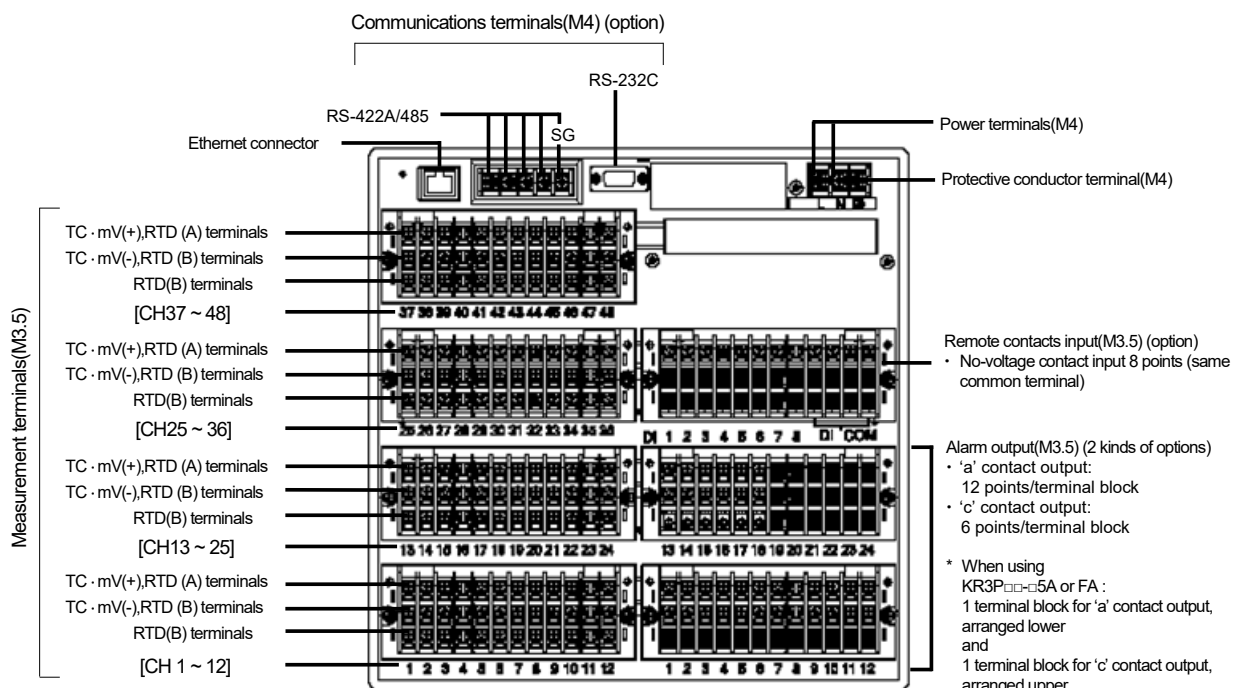 Communications terminals(M4) (option)
RS-232C
RS-422A/485
SG
Ethernet connector
Power terminals(M4)
Protective conductor terminal(M4)
L N
Measurement terminals(M3.5)
TC · mV(+),RTD (A) terminals
TC · mV(-),RTD (B) terminals
RTD(B) terminals
[CH37 ~ 48]
37 38 39 40 41 42 43 44 45 46 47 48
TC · mV(+),RTD (A) terminals
TC · mV(-),RTD (B) terminals
RTD(B) terminals
[CH25 ~ 36]
25 26 27 28 29 30 31 32 33 34 35 36
DI 1 2 3 4 5 6 7 8 DI COM
Remote contacts input(M3.5) (option)
・ No-voltage contact input 8 points (same
common terminal)
TC · mV(+),RTD (A) terminals
TC · mV(-),RTD (B) terminals
RTD(B) terminals
[CH13 ~ 25]
13 14 15 16 17 18 19 20 21 22 23 24
13 14 15 16 17 18 19 20 21 22 23 24
Alarm output(M3.5) (2 kinds of options)
・ ‘a’ contact output:
12 points/terminal block
・ ‘c’ contact output:
6 points/terminal block
TC · mV(+),RTD (A) terminals
TC · mV(-),RTD (B) terminals
RTD(B) terminals
[CH 1 ~ 12]
1 2 3 4 5 6 7 8 9 10 11 12
1 2 3 4 5 6 7 8 9 10 11 12
* When using
KR3P□□-□5A or FA :
1 terminal block for ‘a’ contact output,
arranged lower
and
1 terminal block for ‘c’ contact output,
arranged upper